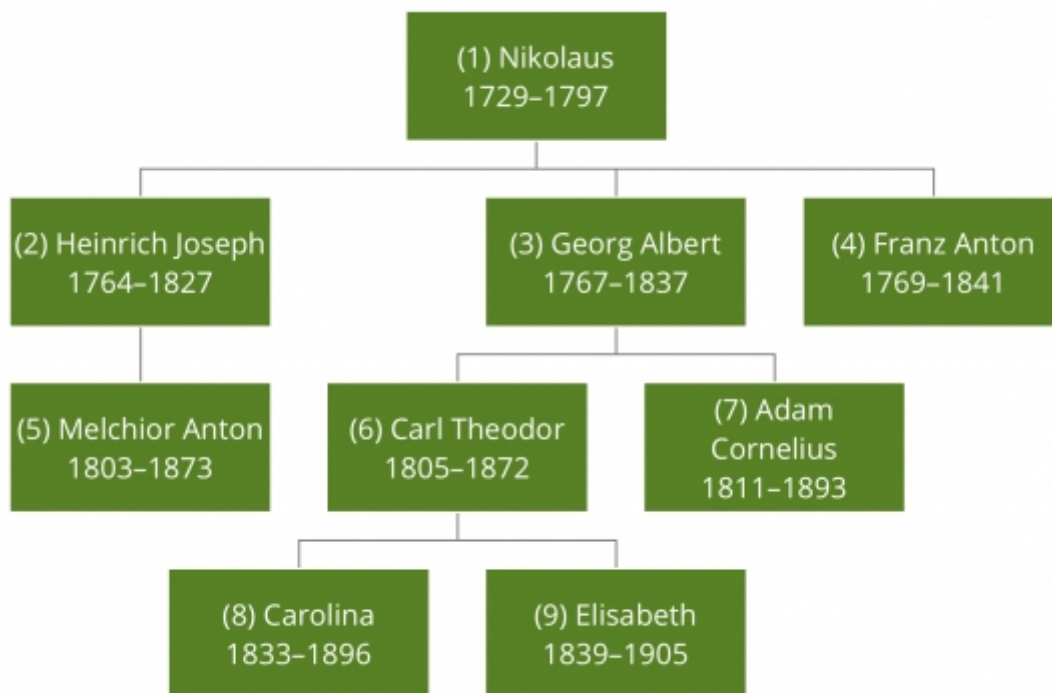 (1) Nikolaus
1729–1797
(2) Heinrich Joseph
1764–1827
(3) Georg Albert
1767–1837
(4) Franz Anton
1769–1841
(5) Melchior Anton
1803–1873
(6) Carl Theodor
1805–1872
(7) Adam
Cornelius
1811–1893
(8) Carolina
1833–1896
(9) Elisabeth
1839–1905